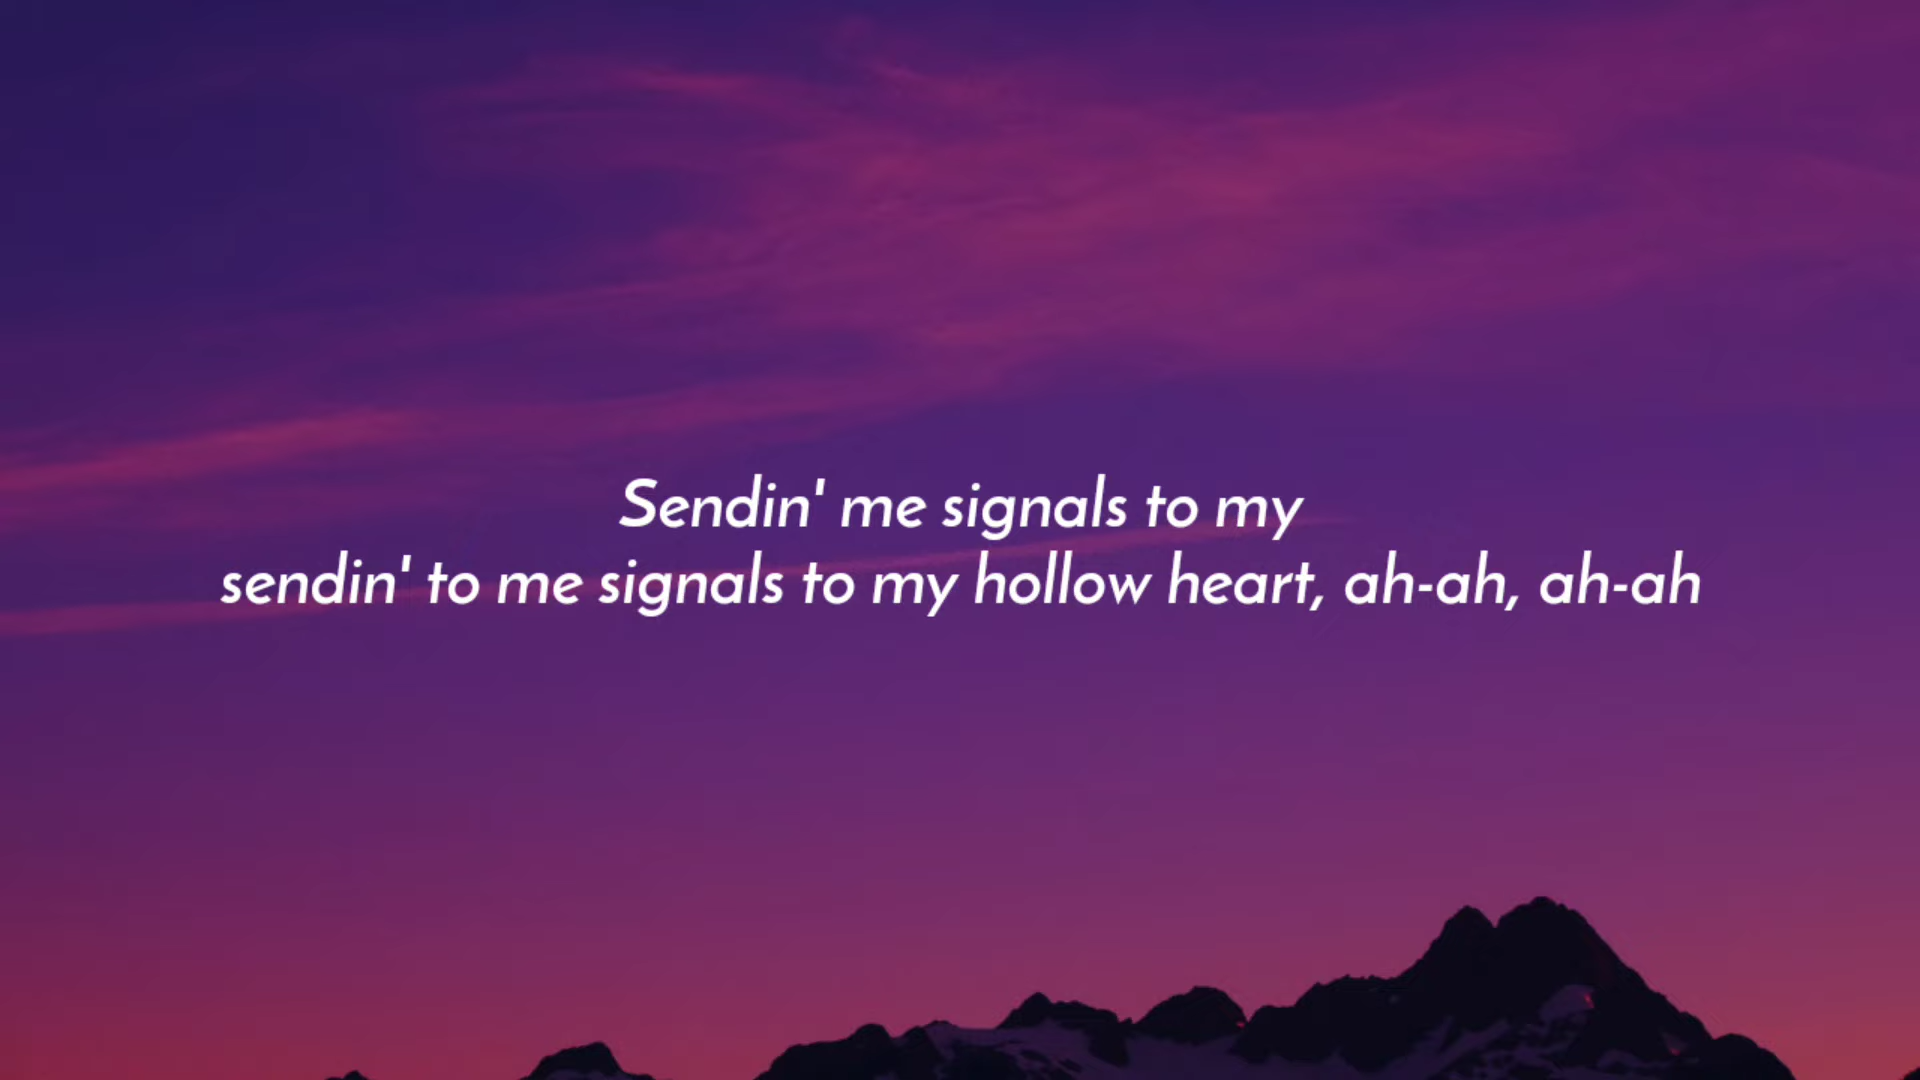 Sendin' me signals to my
sendin' to me signals to my hollow heart, ah-ah, ah-ah